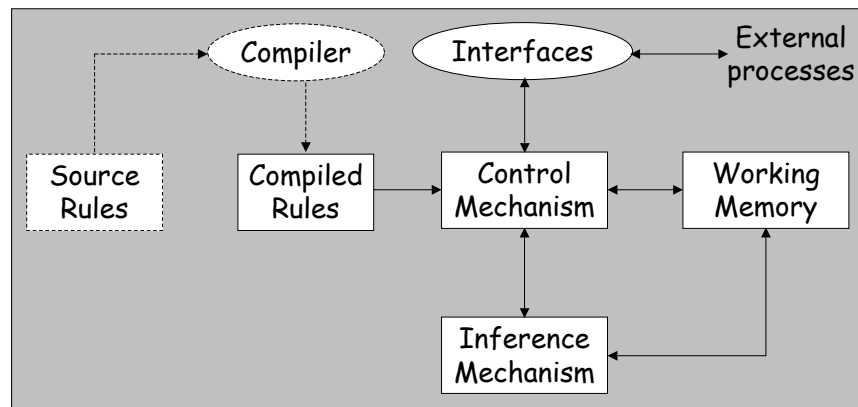 Compiler
Interfaces
External
processes
Source
Rules
Compiled
Rules
Control
Mechanism
Working
Memory
Inference
Mechanism